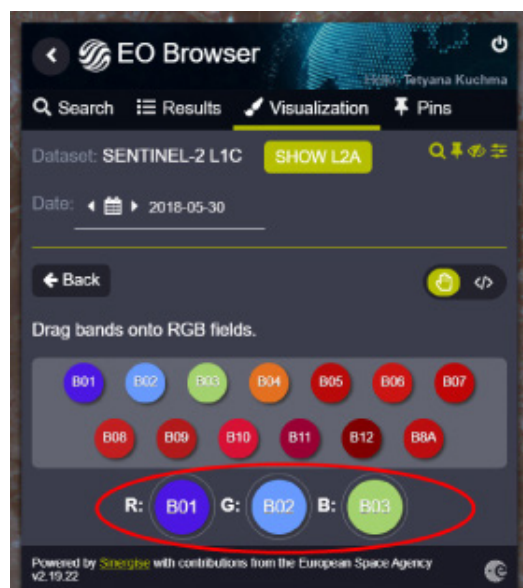 EO Browser
Hello, Tetyana Kuchma
Search Results Visualization Pins
Dataset: SENTINEL-2 L1C SHOW L2A
Date: 2018-05-30
Back </>
Drag bands onto RGB fields.
B01 B02 B03 B04 B05 B06 B07
B08 B09 B10 B11 B12 B8A
R: B01 G: B02 B: B03
Powered by Sinergise with contributions from the European Space Agency
v2.19.22